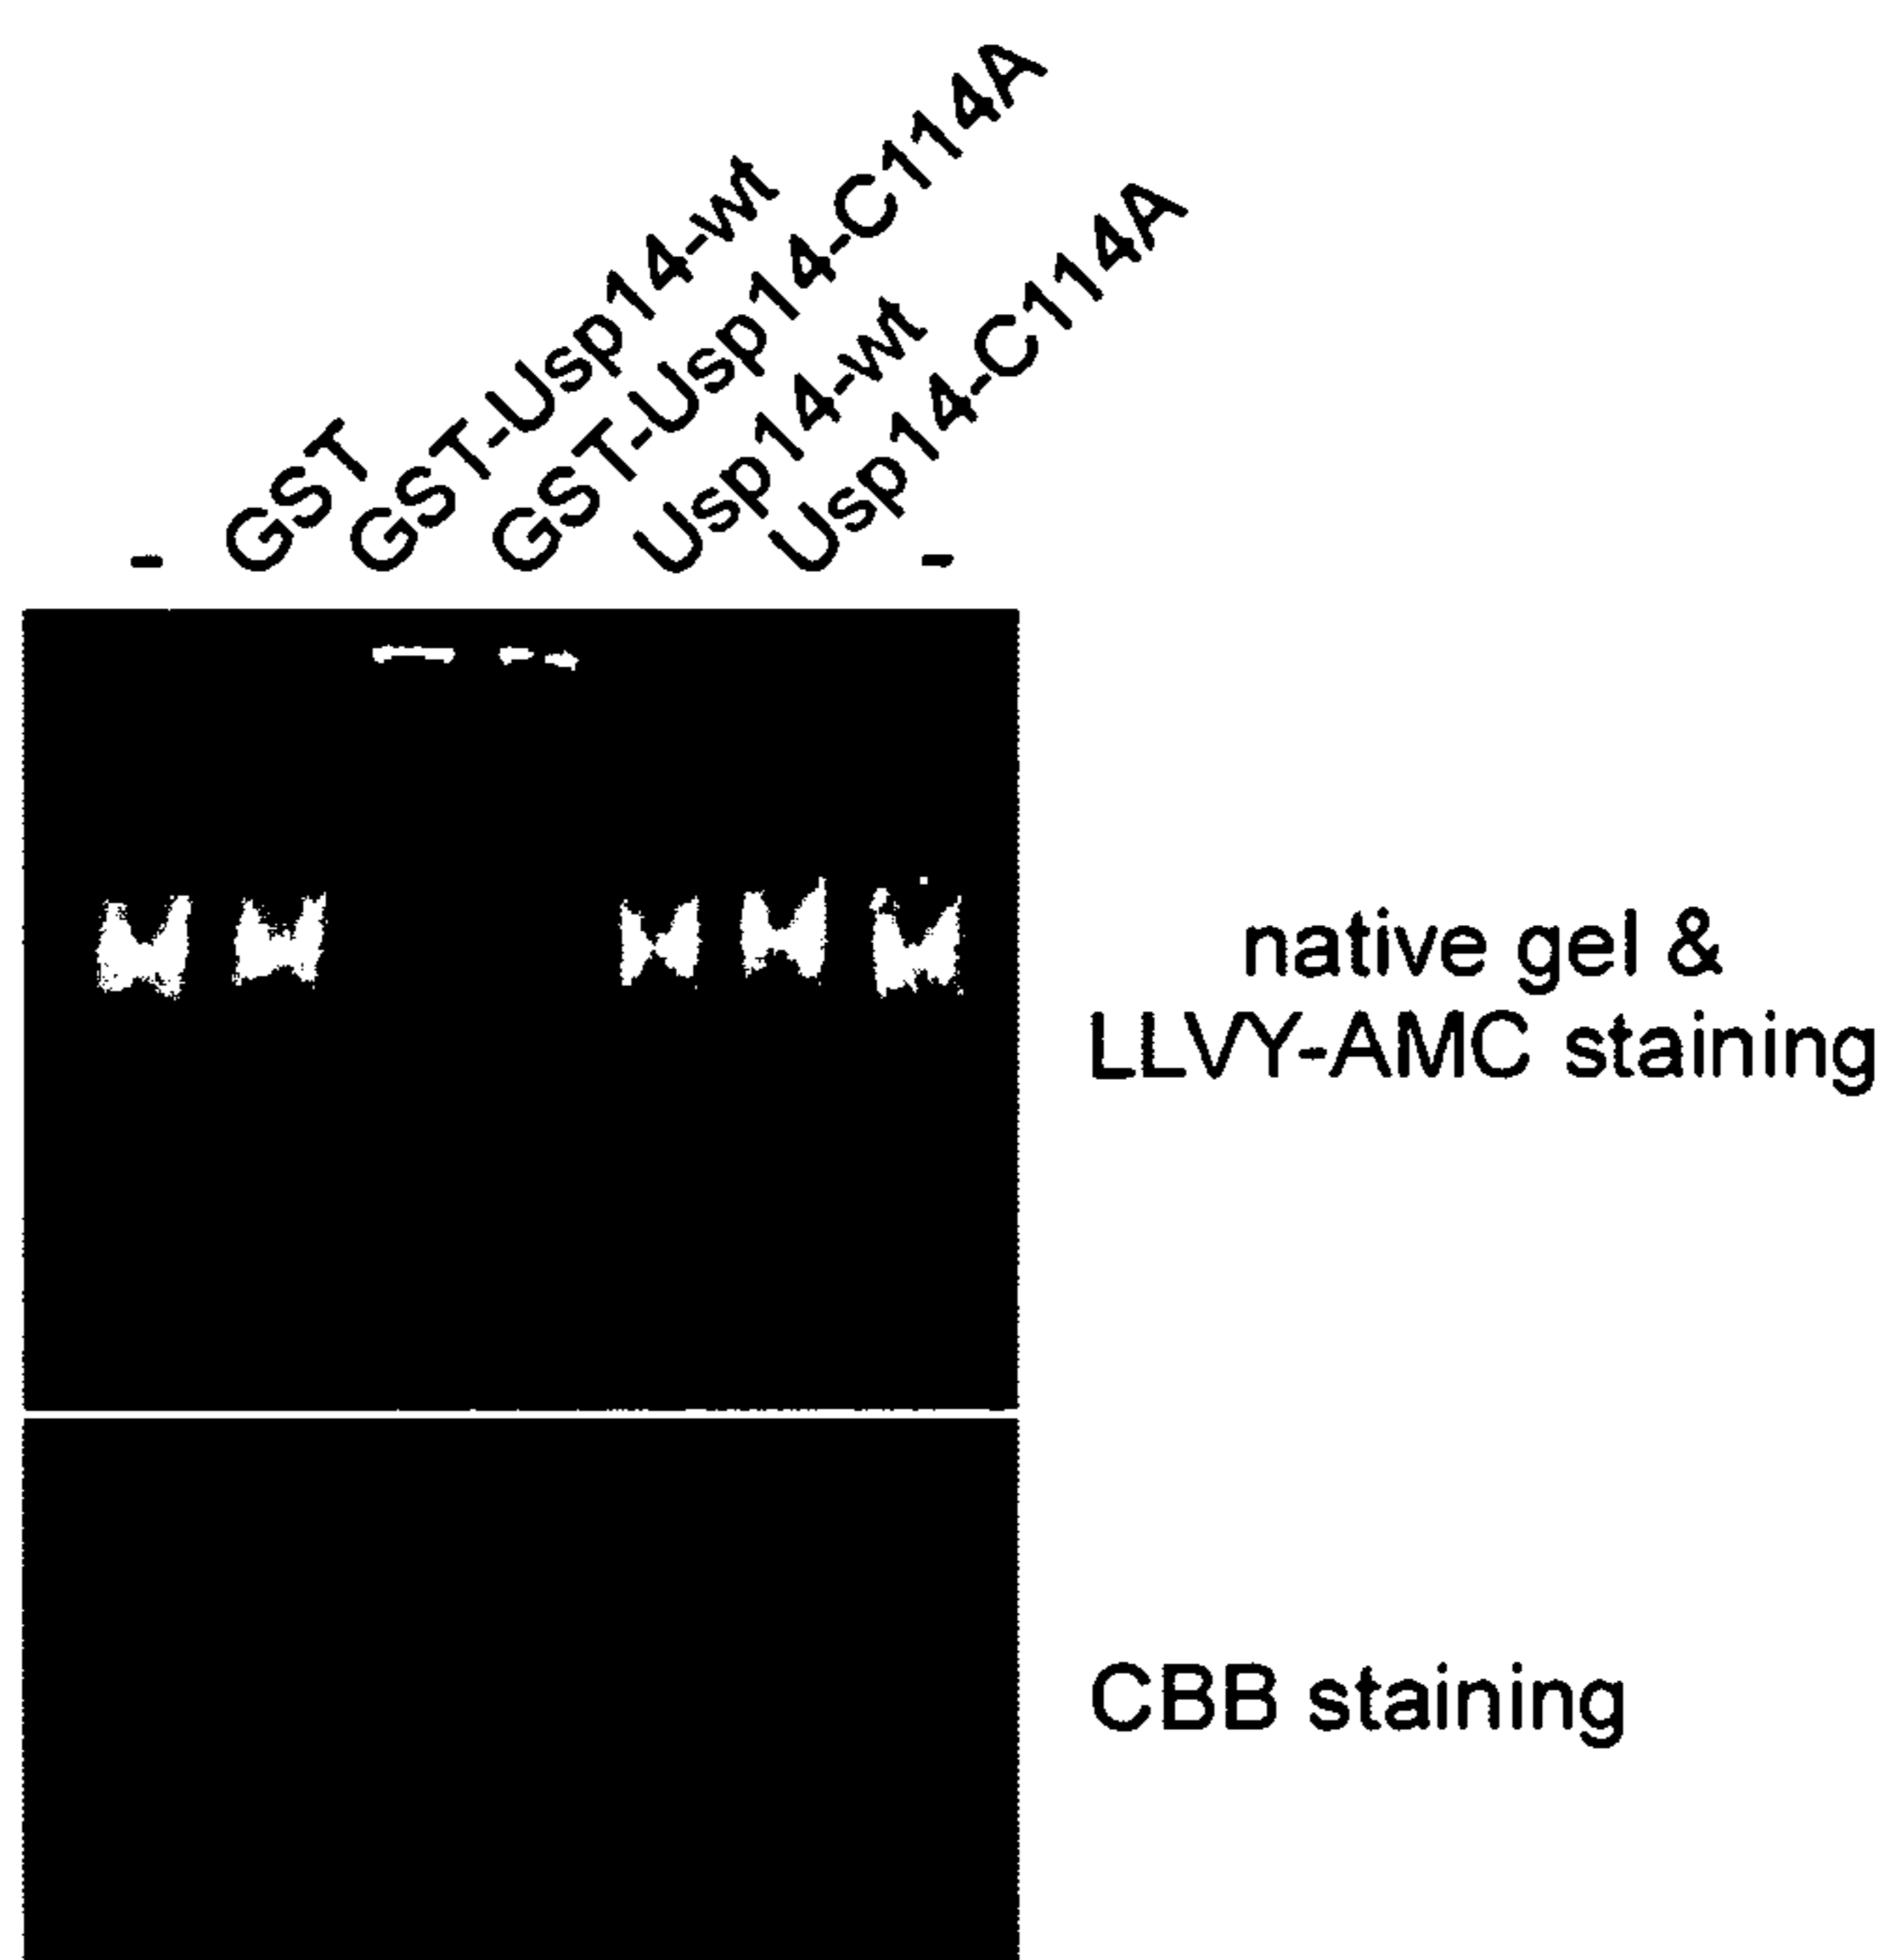 -
GST
GST-Usp14-wt
GST-Usp14-C114A
Usp14-wt
Usp14-C114A
-
native gel &
LLVY-AMC staining
CBB staining